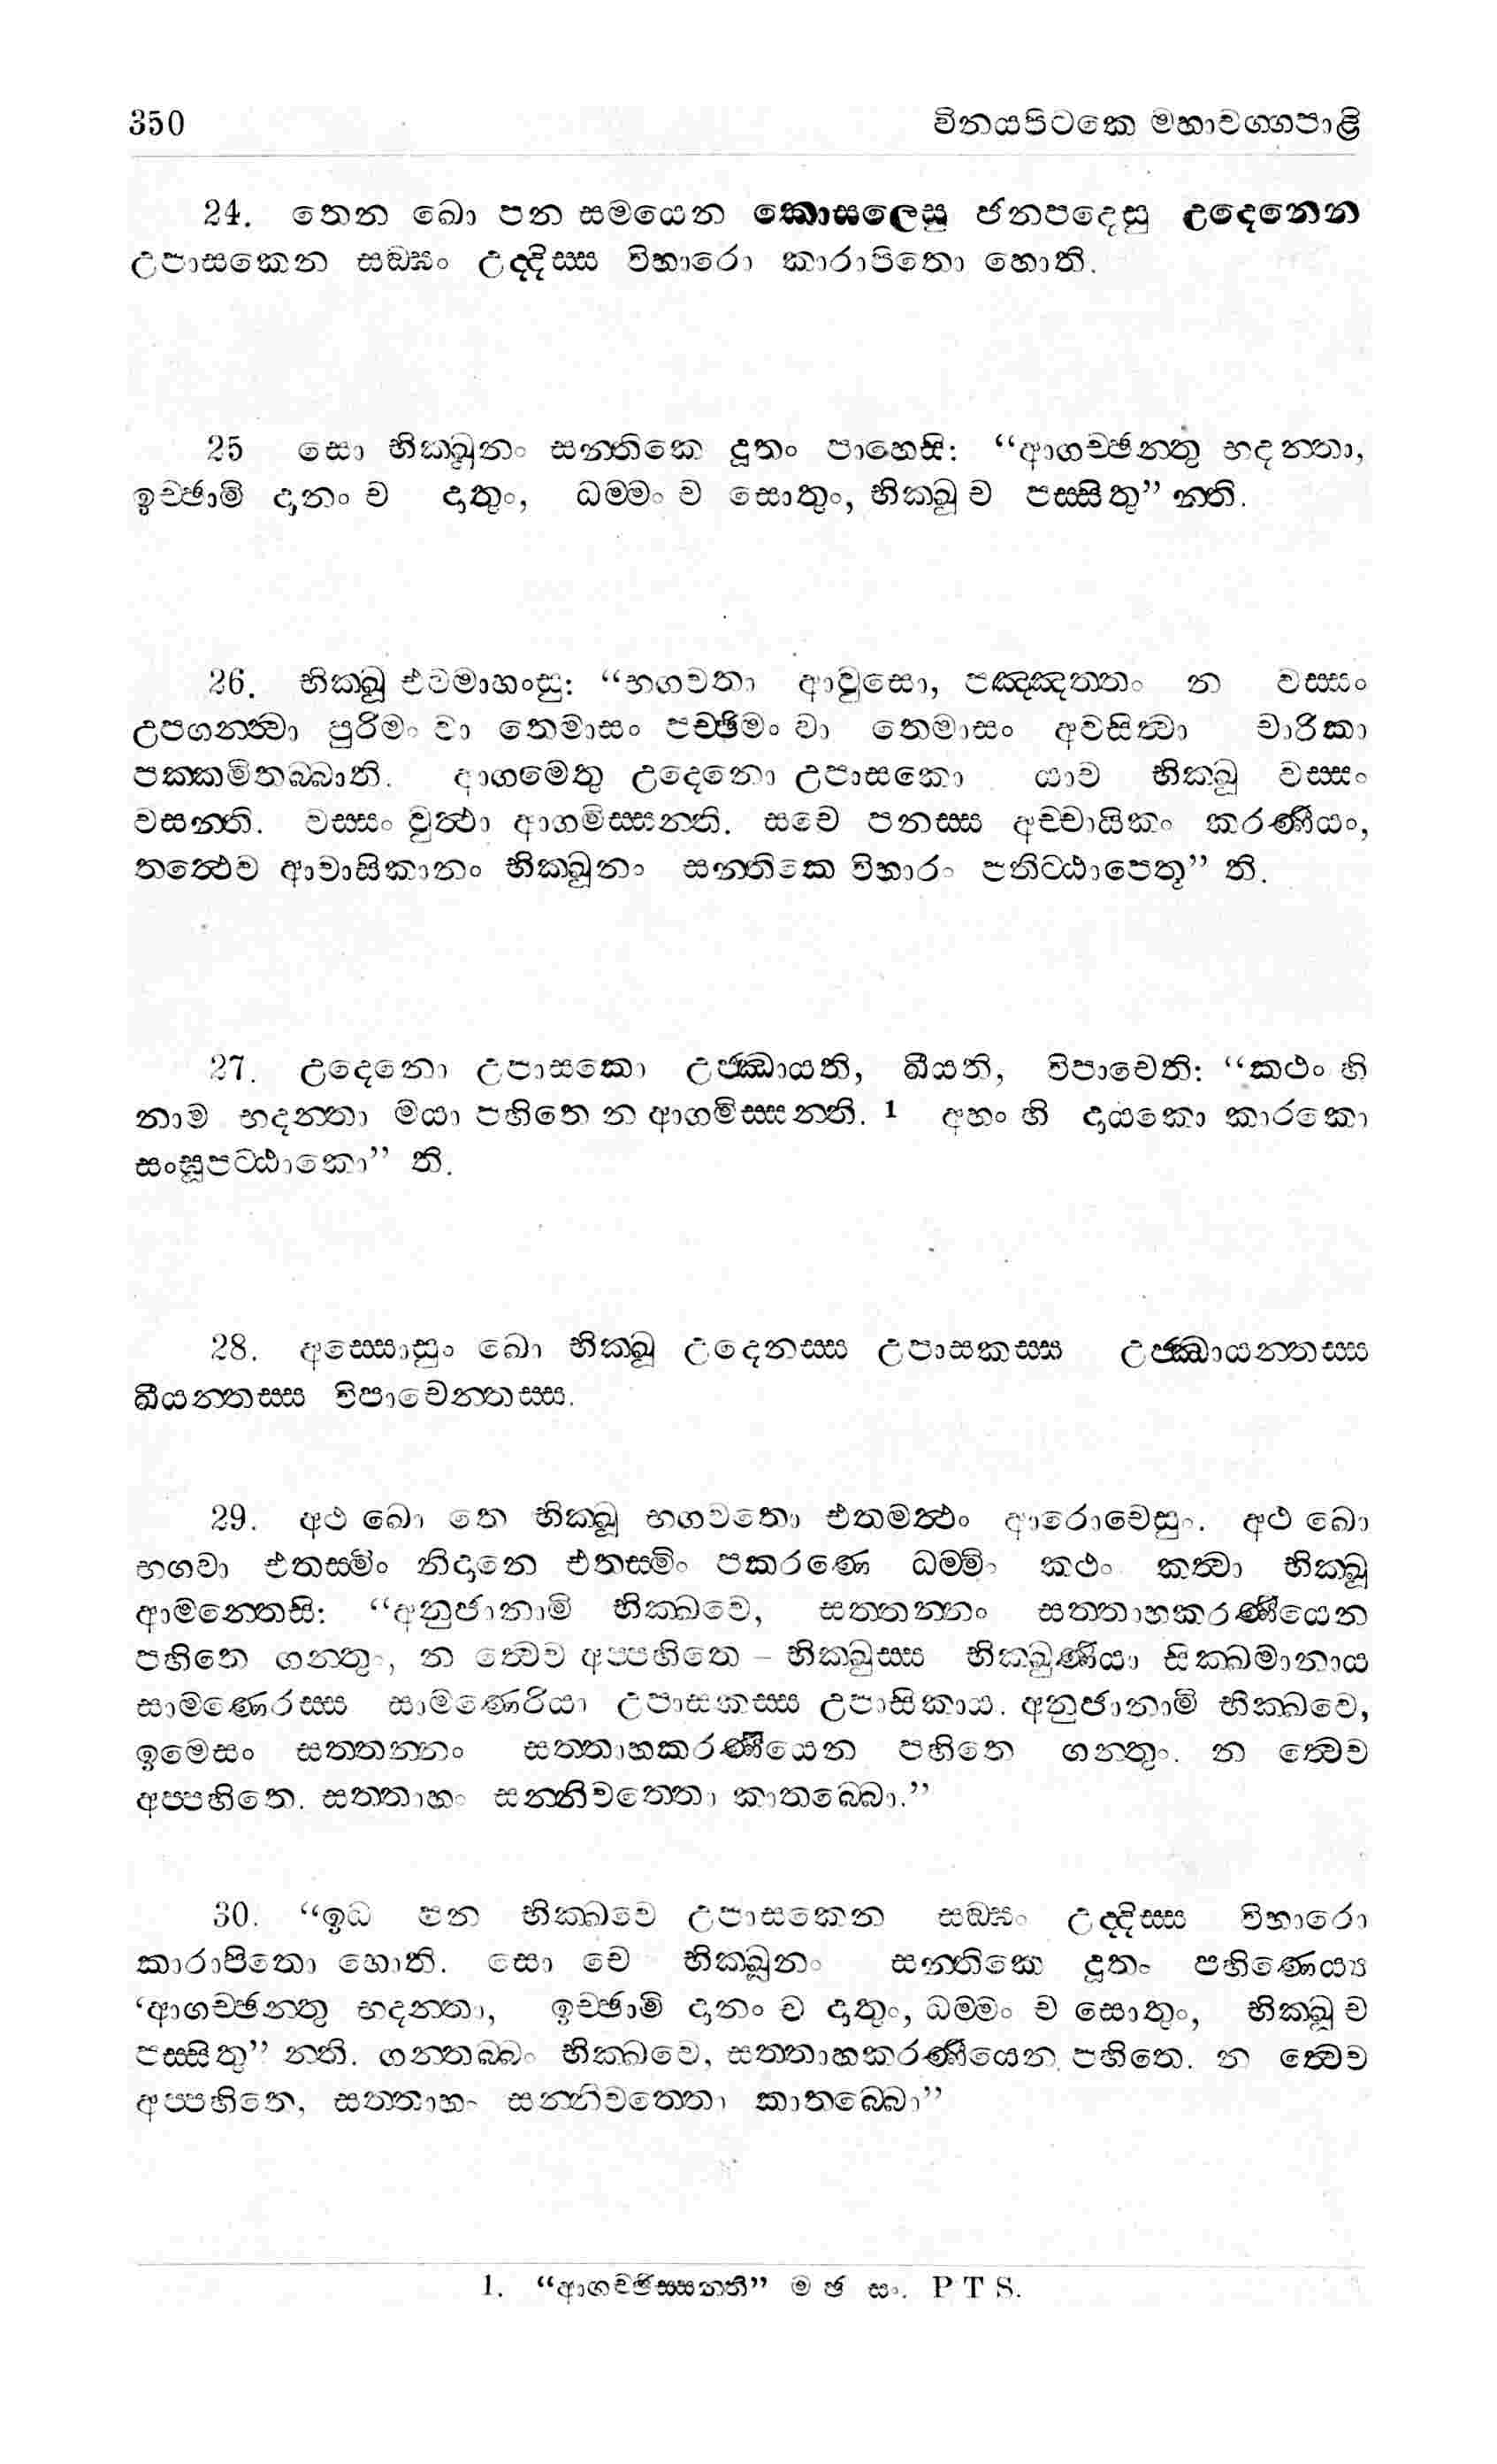 350 විනයපිටකෙ මහාවග්ගපාළි
24. තෙන ඛො පන සමයෙන කොසලෙසු ජනපදෙසු උදෙනෙන
උපාසකෙන සඞ්ඝං උද්දිස්ස විහාරො කාරාපිතො හොති.
25 සො භික්ඛූනං සන්තිකෙ දූතං පාහෙසි: “ආගච්ඡන්තු භදන්තා,
ඉච්ඡාමි දානං ච දාතුං, ධම්මං ච සොතුං, භික්ඛූ ච පස්සිතු” න්ති.
26. භික්ඛූ එවමාහංසු: “භගවතා ආවුසො, පඤ්ඤත්තං න වස්සං
උපගන්ත්වා පුරිමං වා තෙමාසං පච්ඡිමං වා තෙමාසං අවසිත්වා චාරිකා
පක්කමිතබ්බාති. ආගමෙතු උදෙනො උපාසකො යාව භික්ඛූ වස්සං
වසන්ති. වස්සං වුත්ථා ආගමිස්සන්ති. සචෙ පනස්ස අච්චායිකං කරණීයං,
තත්ථෙව ආවාසිකානං භික්ඛූනං සන්තිකෙ විහාරං පතිට්ඨාපෙතූ” ති.
27. උදෙනො උපාසකො උජ්ඣායති, ඛීයති, විපාචෙති: “කථං හි
නාම භදන්තා මයා පහිතෙ න ආගමිස්සන්ති. 1 අහං හි දායකො කාරකො
සංඝූපට්ඨාකො” ති.
28. අස්සොසුං ඛො භික්ඛූ උදෙනස්ස උපාසකස්ස උජ්ඣායන්තස්ස
ඛීයන්තස්ස විපාචෙන්තස්ස.
29. අථ ඛො තෙ භික්ඛූ භගවතො එතමත්ථං ආරොචෙසුං. අථ ඛො
භගවා එතස්මිං නිදානෙ එතස්මිං පකරණෙ ධම්මිං කථං කත්වා භික්ඛූ
ආමන්තෙසි: “අනුජානාමි භික්ඛවෙ, සත්තන්නං සත්තාහකරණීයෙන
පහිතෙ ගන්තුං, න ත්වෙව අප්පහිතෙ – භික්ඛුස්ස භික්ඛුණියා සික්ඛමානාය
සාමණෙරස්ස සාමණෙරියා උපාසකස්ස උපාසිකාය. අනුජානාමි භික්ඛවෙ,
ඉමෙසං සත්තන්නං සත්තාහකරණීයෙන පහිතෙ ගන්තුං. න ත්වෙව
අප්පහිතෙ. සත්තාහං සන්නිවත්තො කාතබ්බො.”
30. “ඉධ පන භික්ඛවෙ උපාසකෙන සඞ්ඝං උද්දිස්ස විහාරො
කාරාපිතො හොති. සො චෙ භික්ඛූනං සන්තිකෙ දූතං පහිණෙය්‍ය
‘ආගච්ඡන්තු භදන්තා, ඉච්ඡාමි දානං ච දාතුං, ධම්මං ච සොතුං, භික්ඛූ ච
පස්සිතු” න්ති. ගන්තබ්බං භික්ඛවෙ, සත්තාහකරණීයෙන පහිතෙ. න ත්වෙව
අප්පහිතෙ, සත්තාහං සන්නිවත්තො කාතබ්බො”
1. “ආගච්ඡිස්සන්ති” ම ඡ සං. P T S.